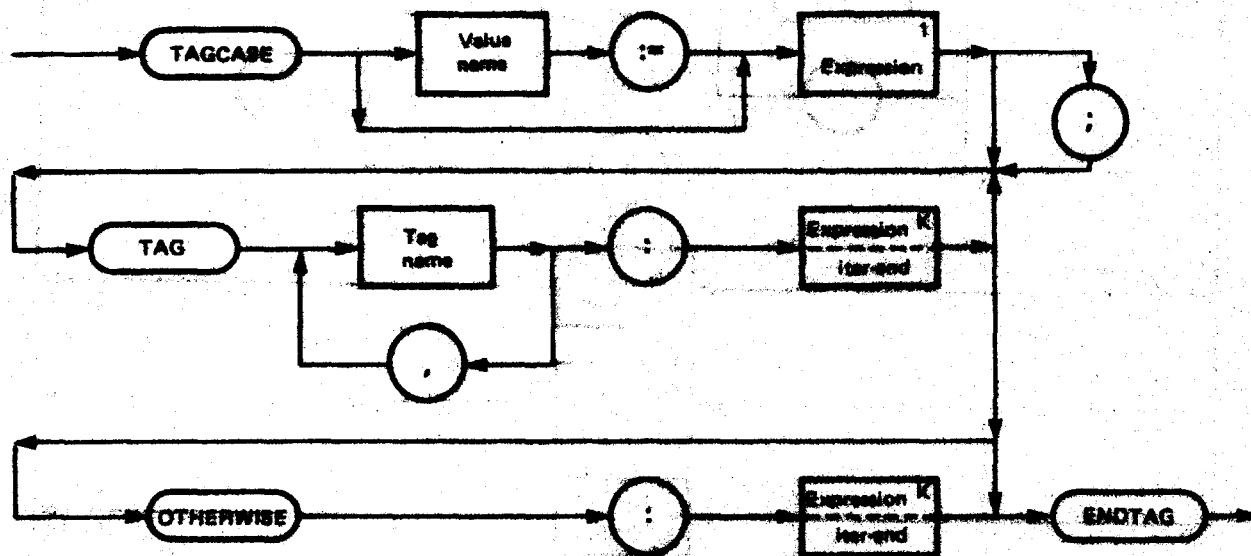 TAGCASE
Value
name
:=
1
Expression
;
TAG
Tag
name
:
Expression K
iter-end
,
OTHERWISE
:
Expression K
iter-end
ENDTAG